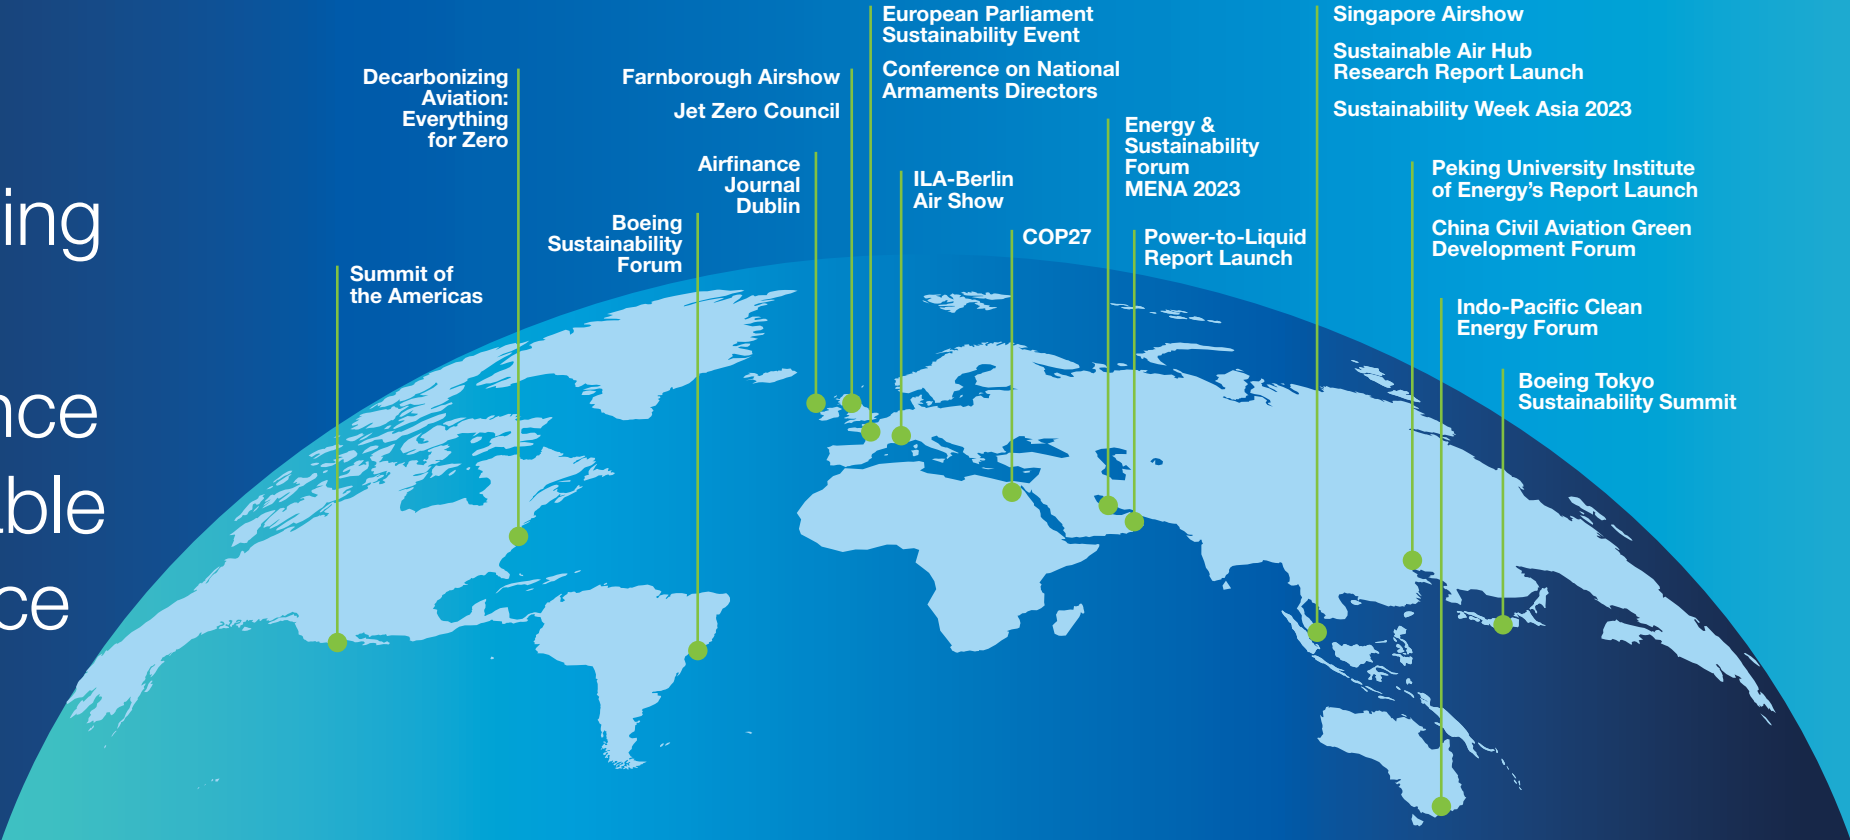 ing
nce
able
ce
Summit of
the Americas
Decarbonizing
Aviation:
Everything
for Zero
Boeing
Sustainability
Forum
Farnborough Airshow
Jet Zero Council
Airfinance
Journal
Dublin
European Parliament
Sustainability Event
Conference on National
Armaments Directors
ILA-Berlin
Air Show
COP27
Energy &
Sustainability
Forum
MENA 2023
Power-to-Liquid
Report Launch
Singapore Airshow
Sustainable Air Hub
Research Report Launch
Sustainability Week Asia 2023
Peking University Institute
of Energy’s Report Launch
China Civil Aviation Green
Development Forum
Indo-Pacific Clean
Energy Forum
Boeing Tokyo
Sustainability Summit